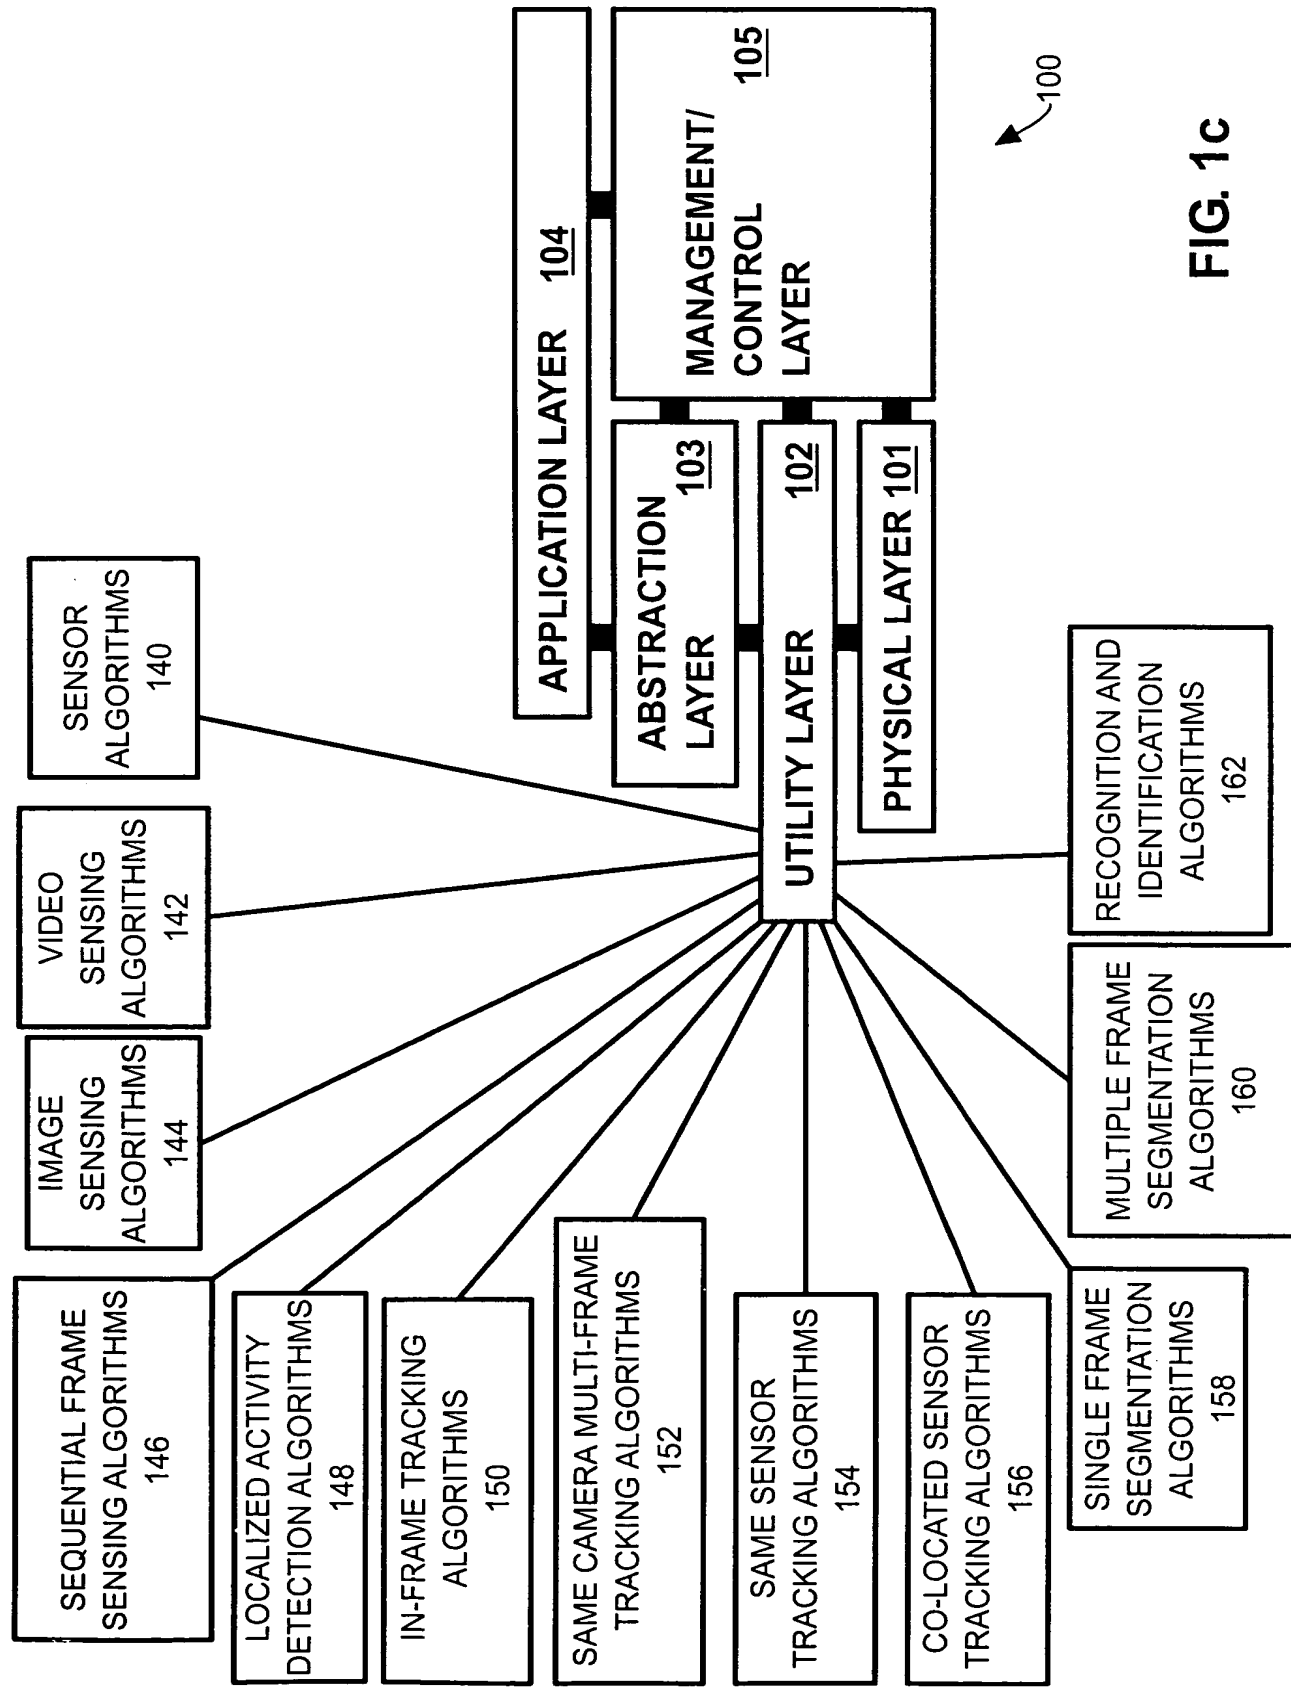 SEQUENTIAL FRAME
SENSING ALGORITHMS
146
IMAGE
SENSING
ALGORITHMS
144
VIDEO
SENSING
ALGORITHMS
142
SENSOR
ALGORITHMS
140
LOCALIZED ACTIVITY
DETECTION ALGORITHMS
148
IN-FRAME TRACKING
ALGORITHMS
150
SAME CAMERA MULTI-FRAME
TRACKING ALGORITHMS
152
SAME SENSOR
TRACKING ALGORITHMS
154
CO-LOCATED SENSOR
TRACKING ALGORITHMS
156
SINGLE FRAME
SEGMENTATION
ALGORITHMS
158
MULTIPLE FRAME
SEGMENTATION
ALGORITHMS
160
RECOGNITION AND
IDENTIFICATION
ALGORITHMS
162
APPLICATION LAYER 104
ABSTRACTION
LAYER 103
UTILITY LAYER 102
PHYSICAL LAYER 101
MANAGEMENT/
CONTROL
LAYER 105
100
FIG. 1c